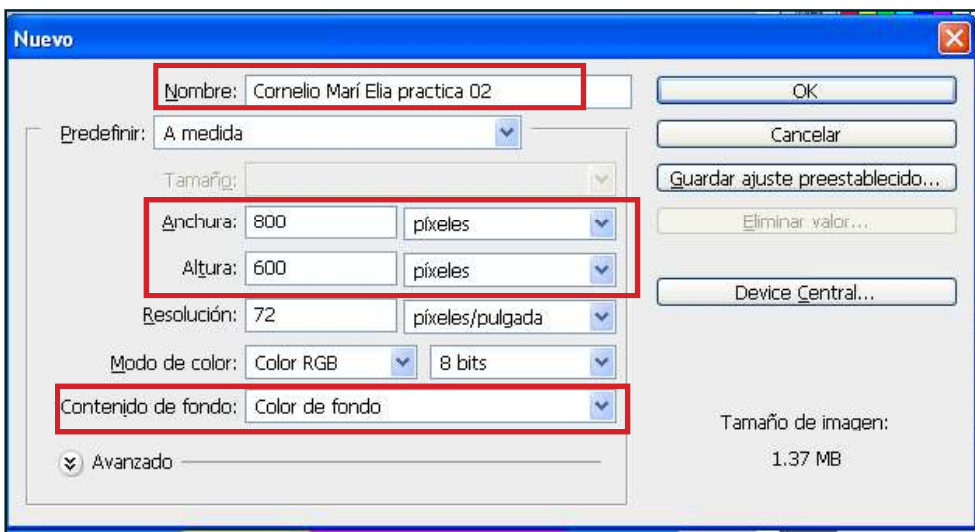 Nuevo
Nombre: Cornelio Marí Elia practica 02
OK
Predefinir: A medida
Cancelar
Tamaño:
Guardar ajuste preestablecido...
Anchura: 800 píxeles
Eliminar valor...
Altura: 600 píxeles
Device Central...
Resolución: 72 píxeles/pulgada
Modo de color: Color RGB 8 bits
Contenido de fondo: Color de fondo
Tamaño de imagen:
1.37 MB
Avanzado